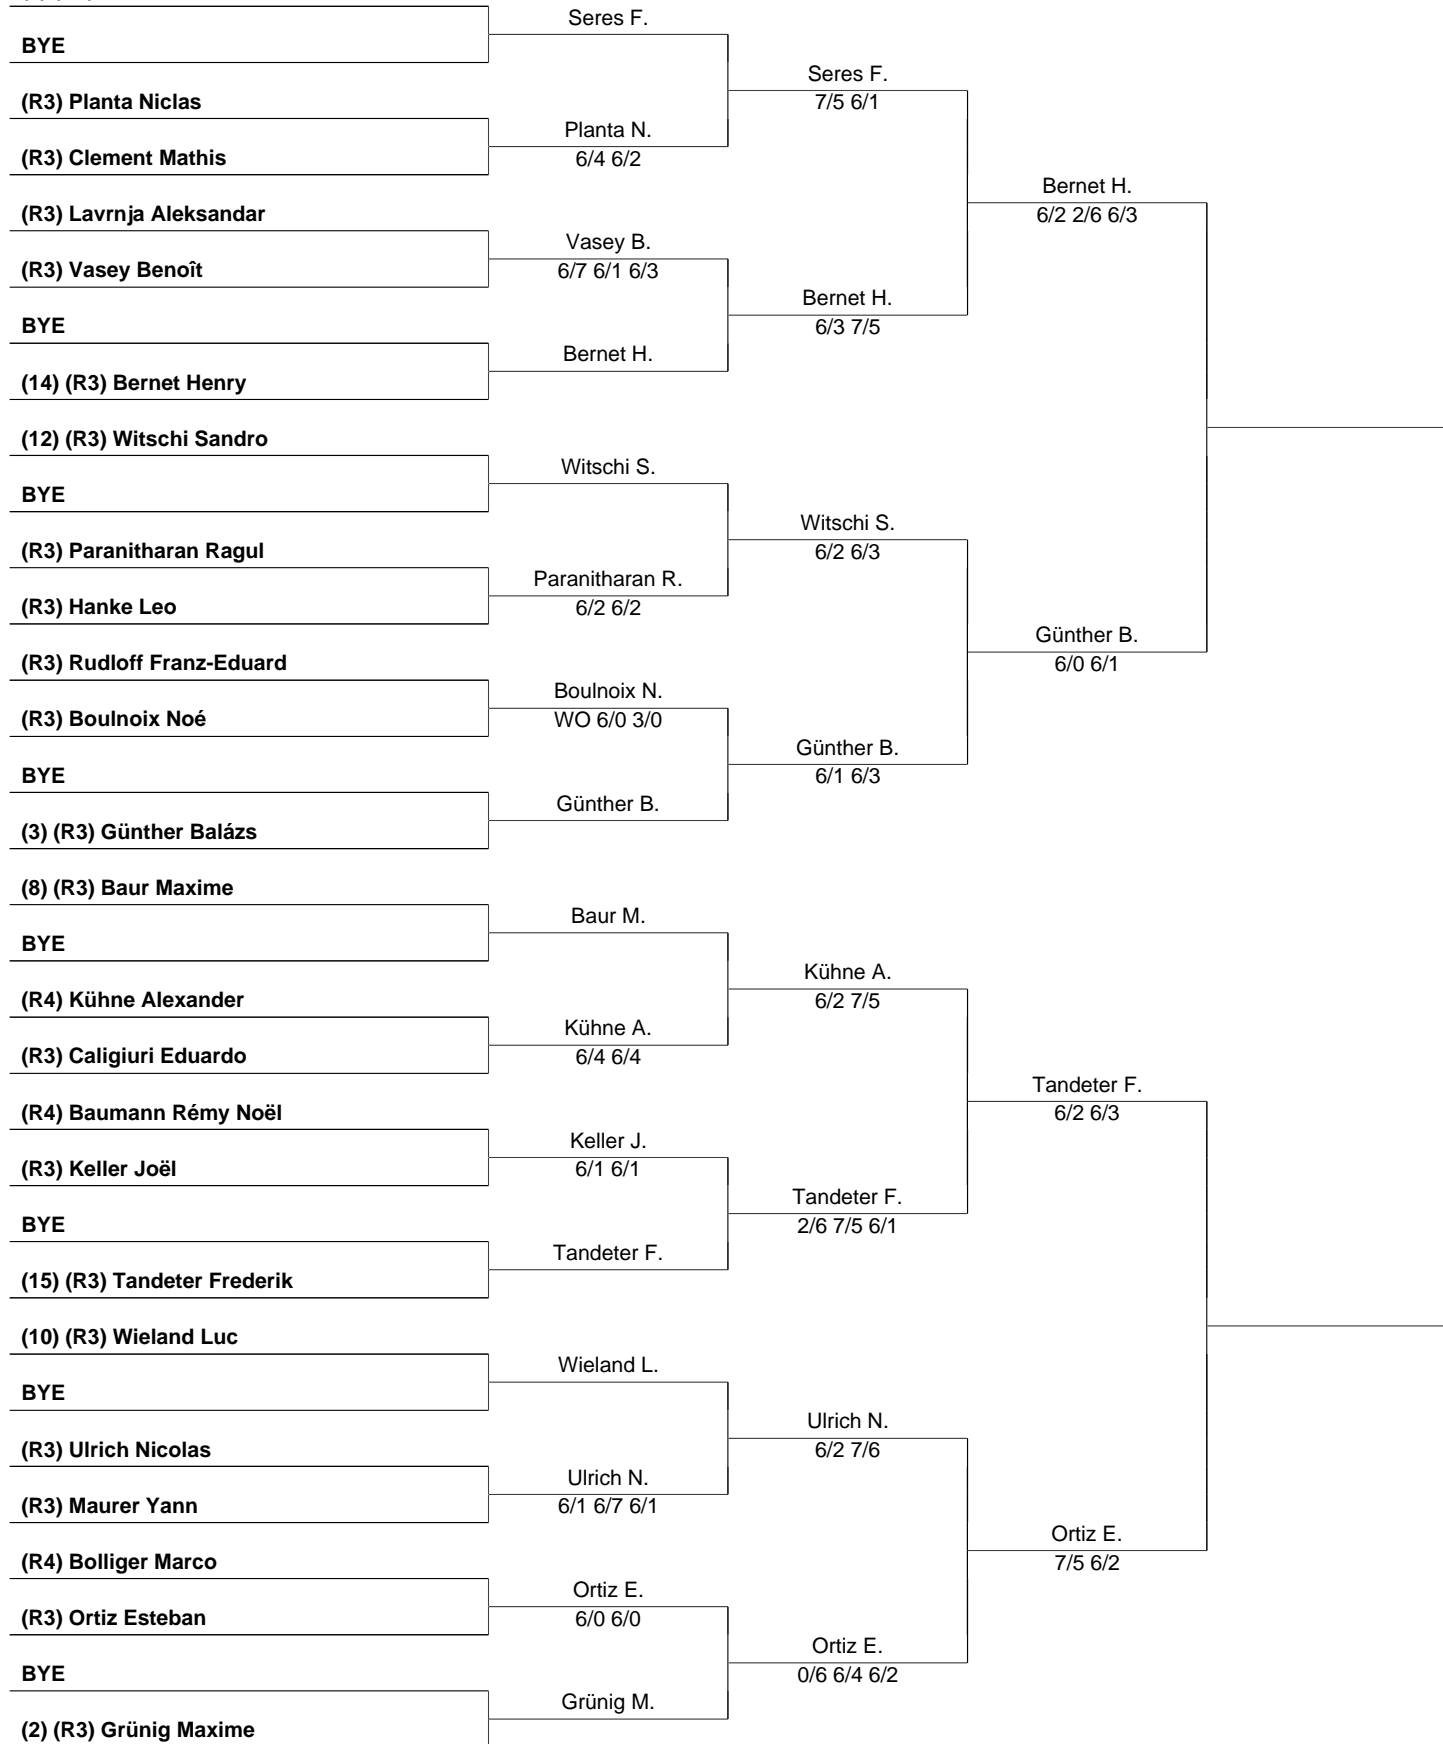 Seres F.
BYE
Seres F.
7/5 6/1
(R3) Planta Niclas
Planta N.
6/4 6/2
(R3) Clement Mathis
Bernet H.
6/2 2/6 6/3
(R3) Lavrnja Aleksandar
Vasey B.
6/7 6/1 6/3
(R3) Vasey Benoît
Bernet H.
6/3 7/5
BYE
Bernet H.
(14) (R3) Bernet Henry
(12) (R3) Witschi Sandro
Witschi S.
BYE
Witschi S.
6/2 6/3
(R3) Paranitharan Ragul
Paranitharan R.
6/2 6/2
(R3) Hanke Leo
Günther B.
6/0 6/1
(R3) Rudloff Franz-Eduard
Boulnoix N.
WO 6/0 3/0
(R3) Boulnoix Noé
Günther B.
6/1 6/3
BYE
Günther B.
(3) (R3) Günther Balázs
(8) (R3) Baur Maxime
Baur M.
BYE
Kühne A.
6/2 7/5
(R4) Kühne Alexander
Kühne A.
6/4 6/4
(R3) Caligiuri Eduardo
Tandeter F.
6/2 6/3
(R4) Baumann Rémy Noël
Keller J.
6/1 6/1
(R3) Keller Joël
Tandeter F.
2/6 7/5 6/1
BYE
Tandeter F.
(15) (R3) Tandeter Frederik
(10) (R3) Wieland Luc
Wieland L.
BYE
Ulrich N.
6/2 7/6
(R3) Ulrich Nicolas
Ulrich N.
6/1 6/7 6/1
(R3) Maurer Yann
Ortiz E.
7/5 6/2
(R4) Bolliger Marco
Ortiz E.
6/0 6/0
(R3) Ortiz Esteban
Ortiz E.
0/6 6/4 6/2
BYE
Grünig M.
(2) (R3) Grünig Maxime